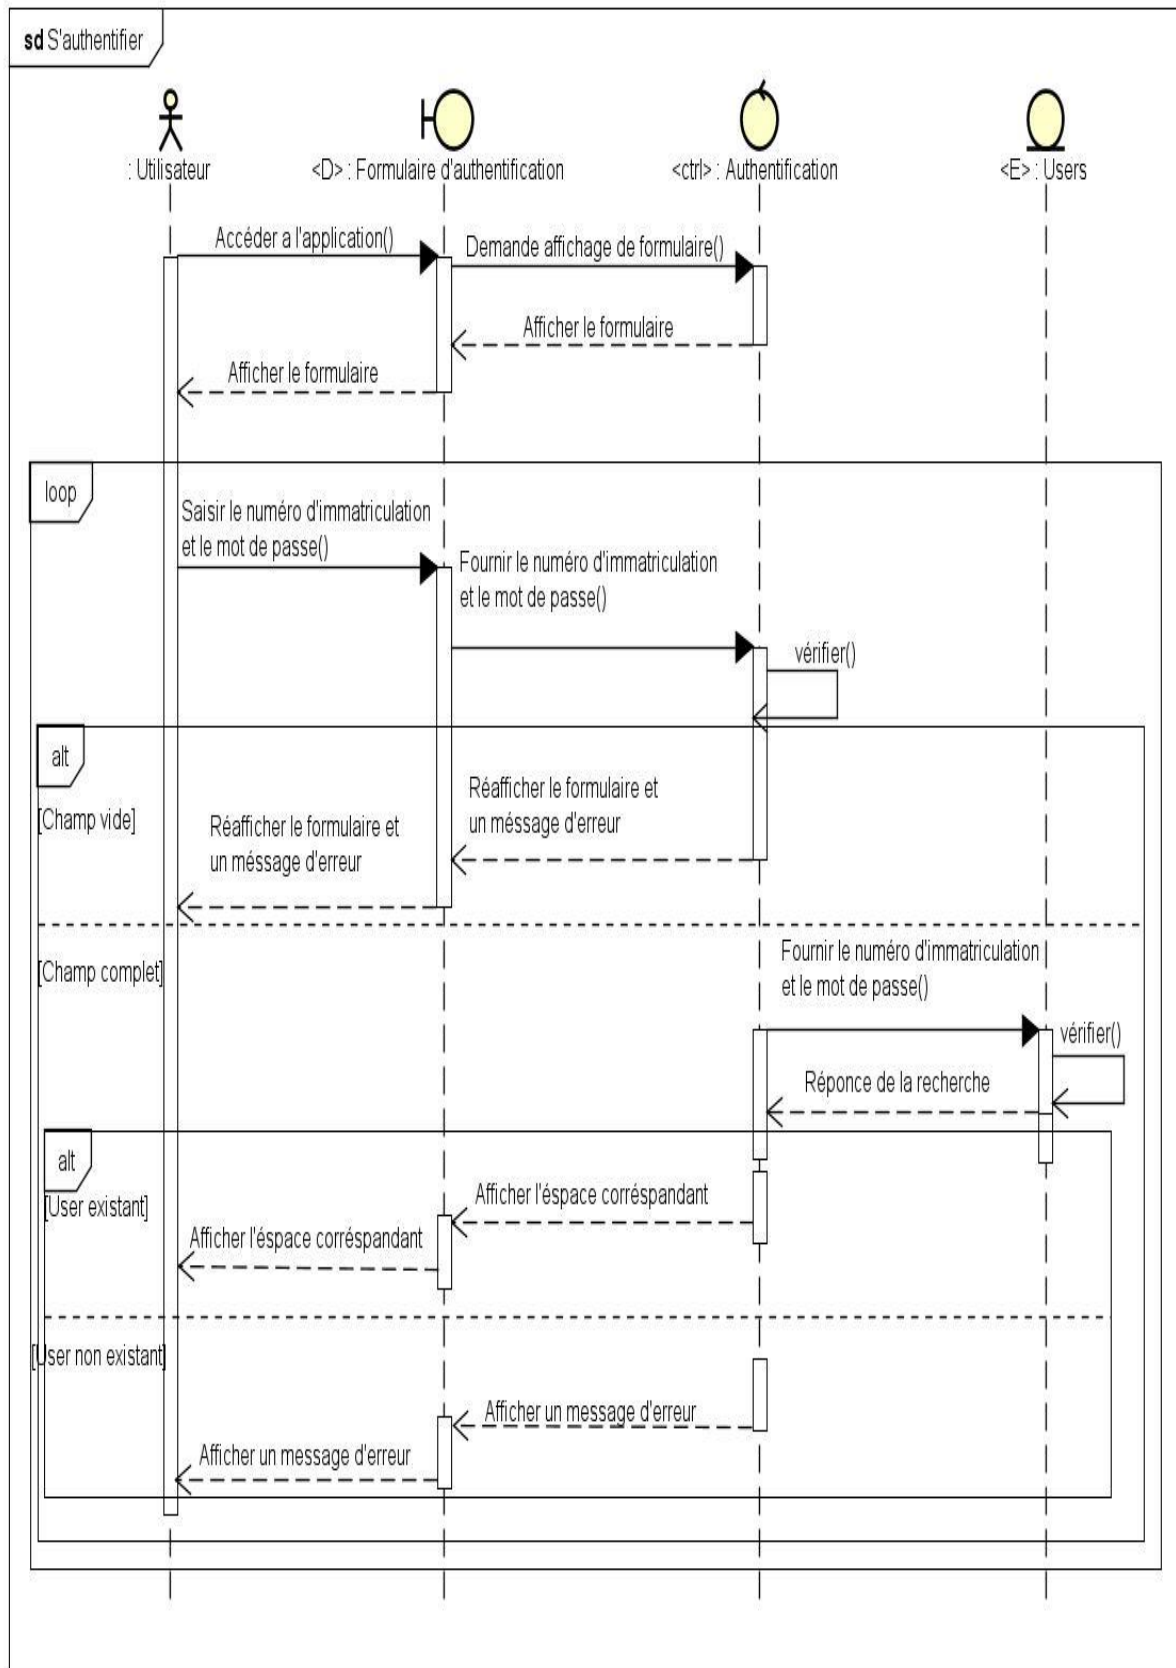 sd S'authentifier
: Utilisateur
<D> : Formulaire d'authentification
<ctrl> : Authentification
<E> : Users
Accéder a l'application()
Demande affichage de formulaire()
Afficher le formulaire
Afficher le formulaire
loop
Saisir le numéro d'immatriculation
et le mot de passe()
Fournir le numéro d'immatriculation
et le mot de passe()
vérifier()
alt
[Champ vide]
Réafficher le formulaire et
un méssage d'erreur
Réafficher le formulaire et
un méssage d'erreur
[Champ complet]
Fournir le numéro d'immatriculation
et le mot de passe()
vérifier()
Réponce de la recherche
alt
[User existant]
Afficher l'éspace corréspandant
Afficher l'éspace corréspandant
[User non existant]
Afficher un message d'erreur
Afficher un message d'erreur